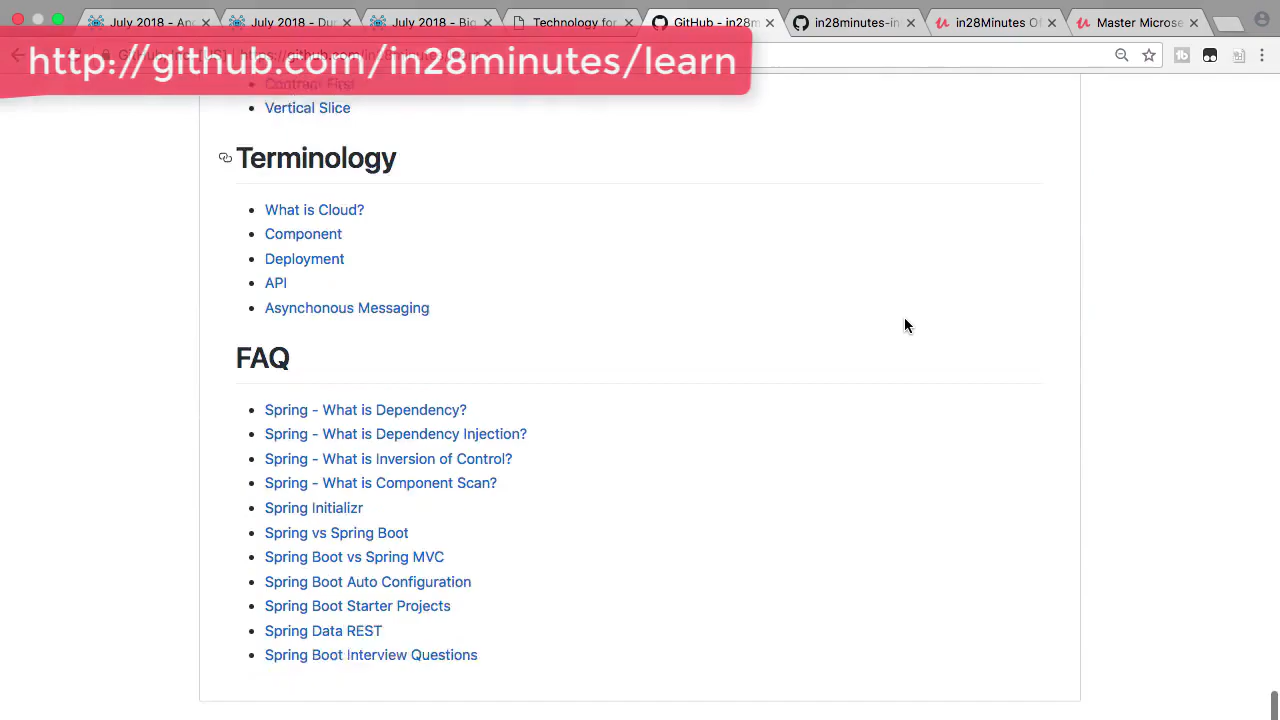 July 2018 - An
July 2018 - Du
July 2018 - Big
Technology for
GitHub - in28m
in28minutes-in
in28Minutes Of
Master Microse
http://github.com/in28minutes/learn
Contract First
Vertical Slice
Terminology
What is Cloud?
Component
Deployment
API
Asynchonous Messaging
FAQ
Spring - What is Dependency?
Spring - What is Dependency Injection?
Spring - What is Inversion of Control?
Spring - What is Component Scan?
Spring Initializr
Spring vs Spring Boot
Spring Boot vs Spring MVC
Spring Boot Auto Configuration
Spring Boot Starter Projects
Spring Data REST
Spring Boot Interview Questions